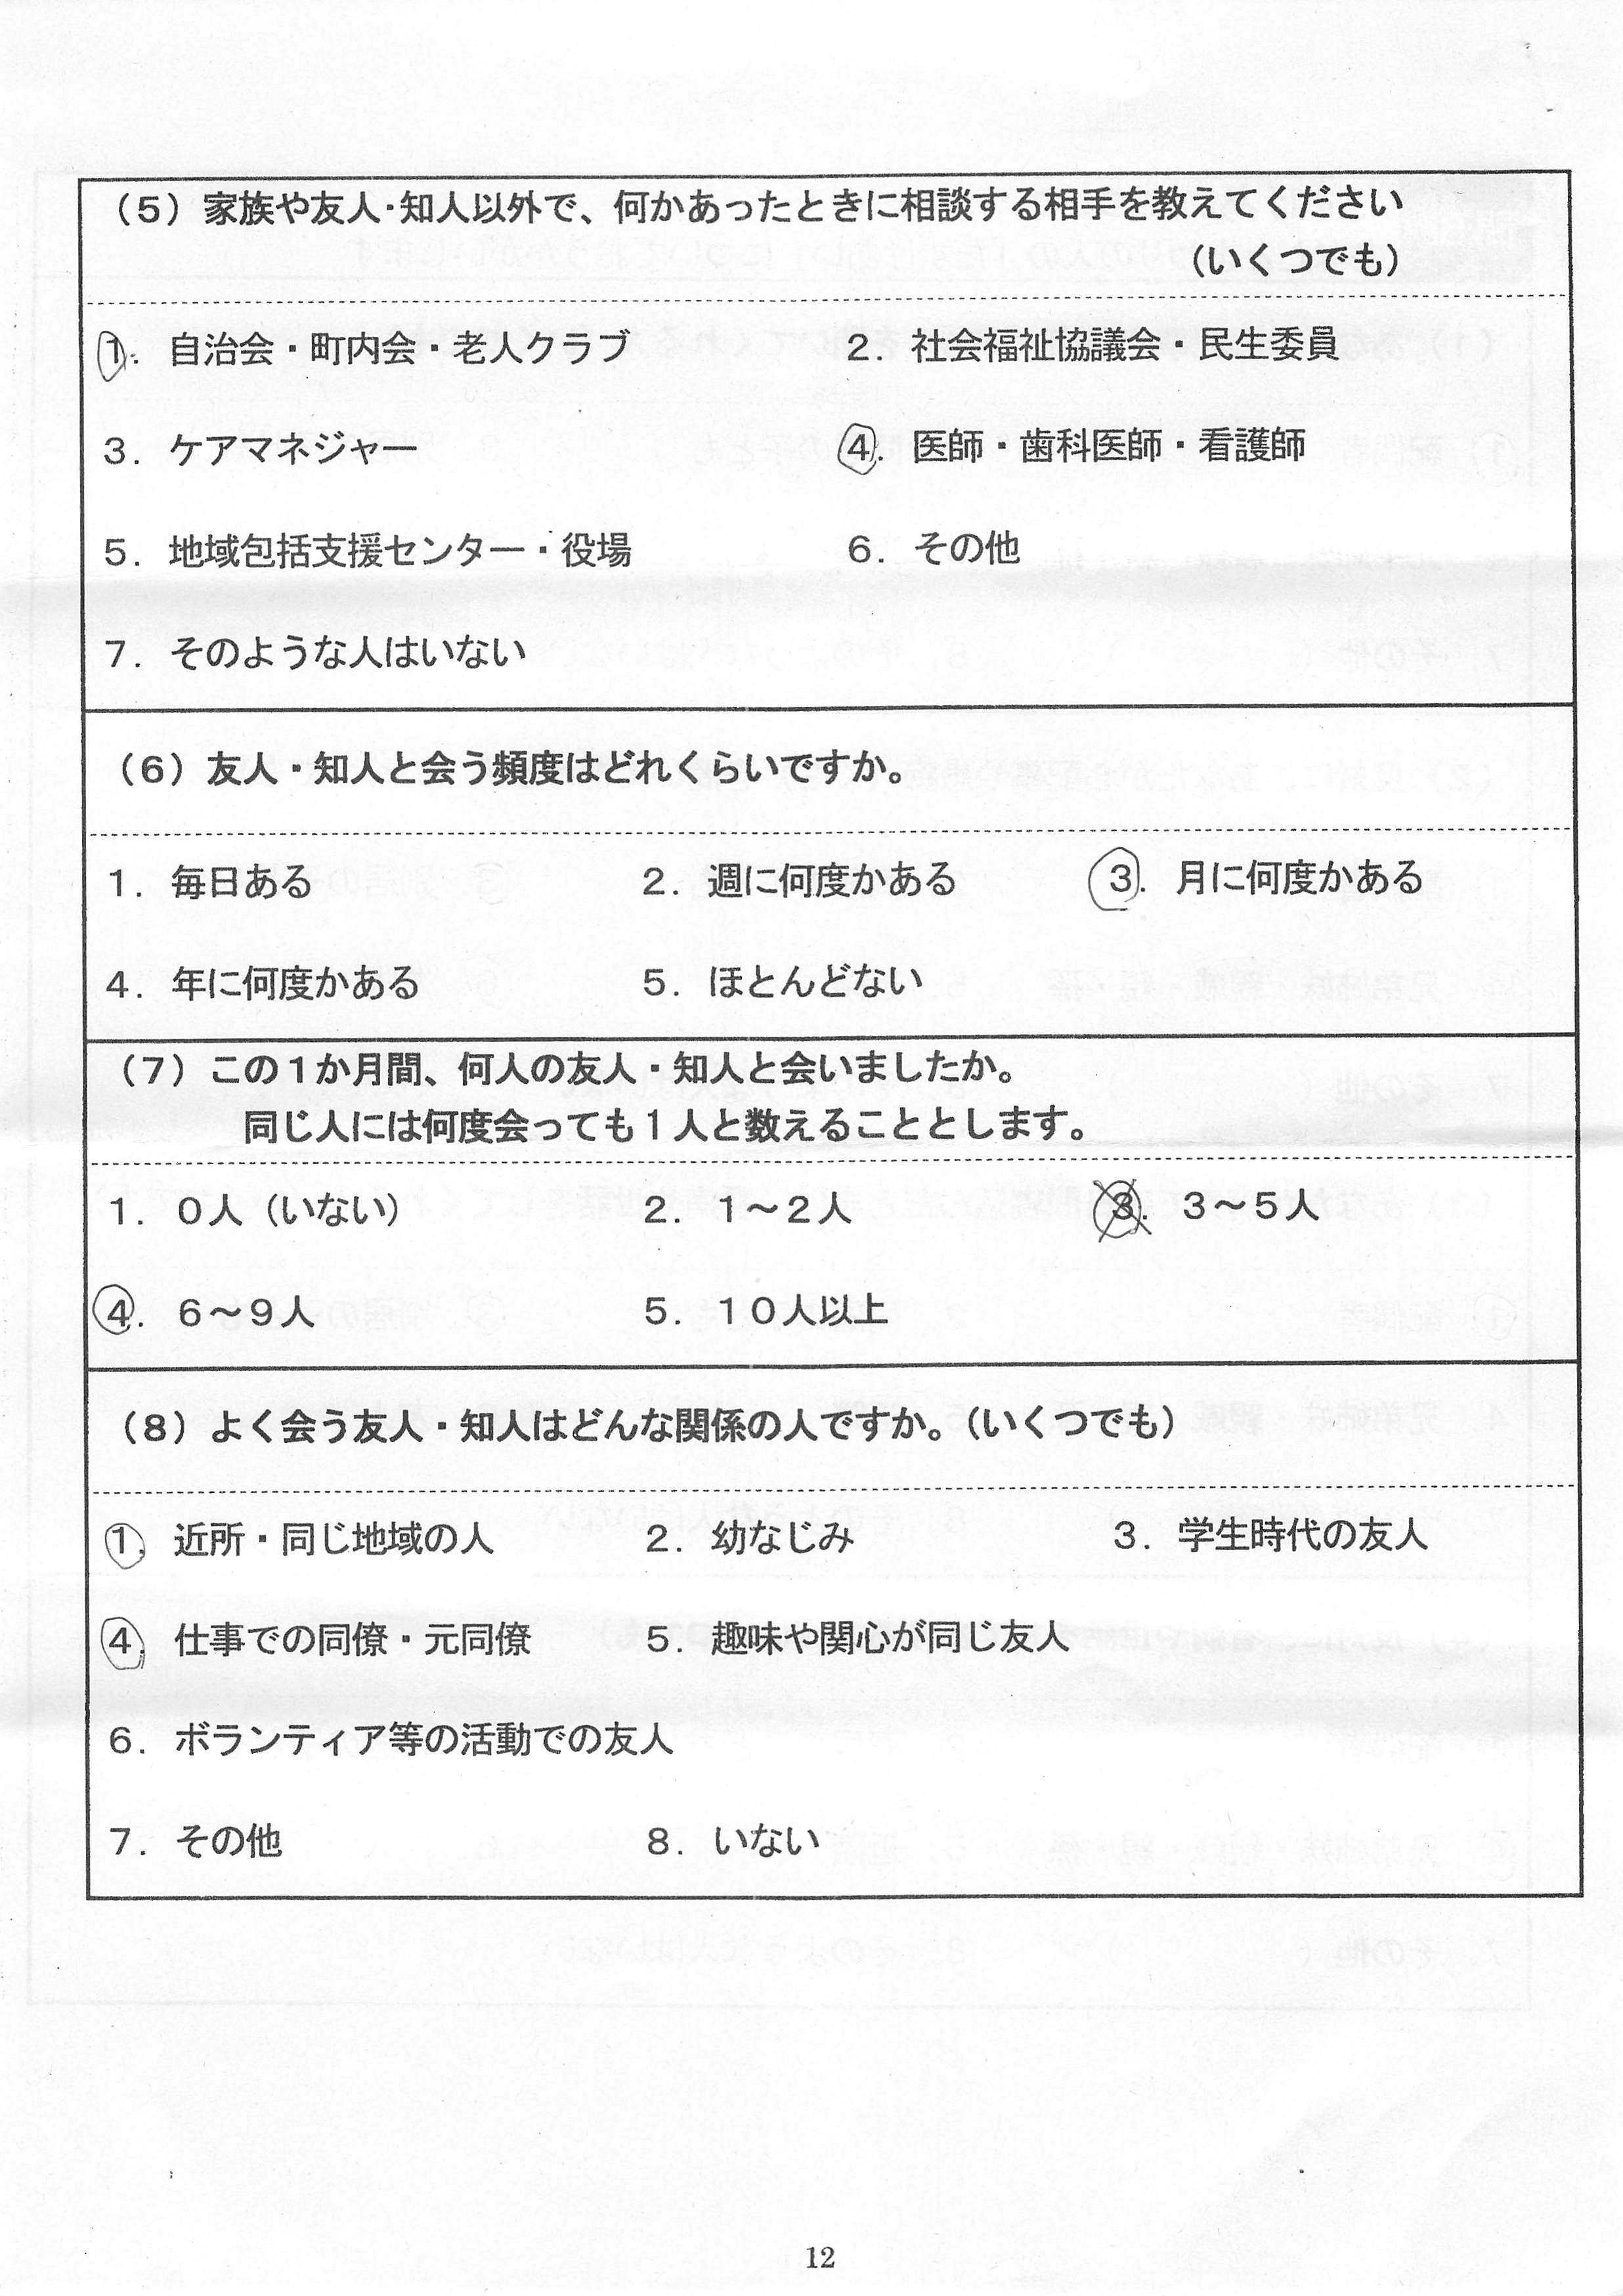 （5）家族や友人・知人以外で、何かあったときに相談する相手を教えてください
（いくつでも）
1．自治会・町内会・老人クラブ 2．社会福祉協議会・民生委員
3．ケアマネジャー 4．医師・歯科医師・看護師
5．地域包括支援センター・役場 6．その他
7．そのような人はいない
（6）友人・知人と会う頻度はどれくらいですか。
1．毎日ある 2．週に何度かある 3．月に何度かある
4．年に何度かある 5．ほとんどない
（7）この１か月間、何人の友人・知人と会いましたか。
同じ人には何度会っても１人と数えることとします。
1．０人（いない） 2．１～２人 3．３～５人
4．６～９人 5．１０人以上
（8）よく会う友人・知人はどんな関係の人ですか。（いくつでも）
1．近所・同じ地域の人 2．幼なじみ 3．学生時代の友人
4．仕事での同僚・元同僚 5．趣味や関心が同じ友人
6．ボランティア等の活動での友人
7．その他 8．いない
12